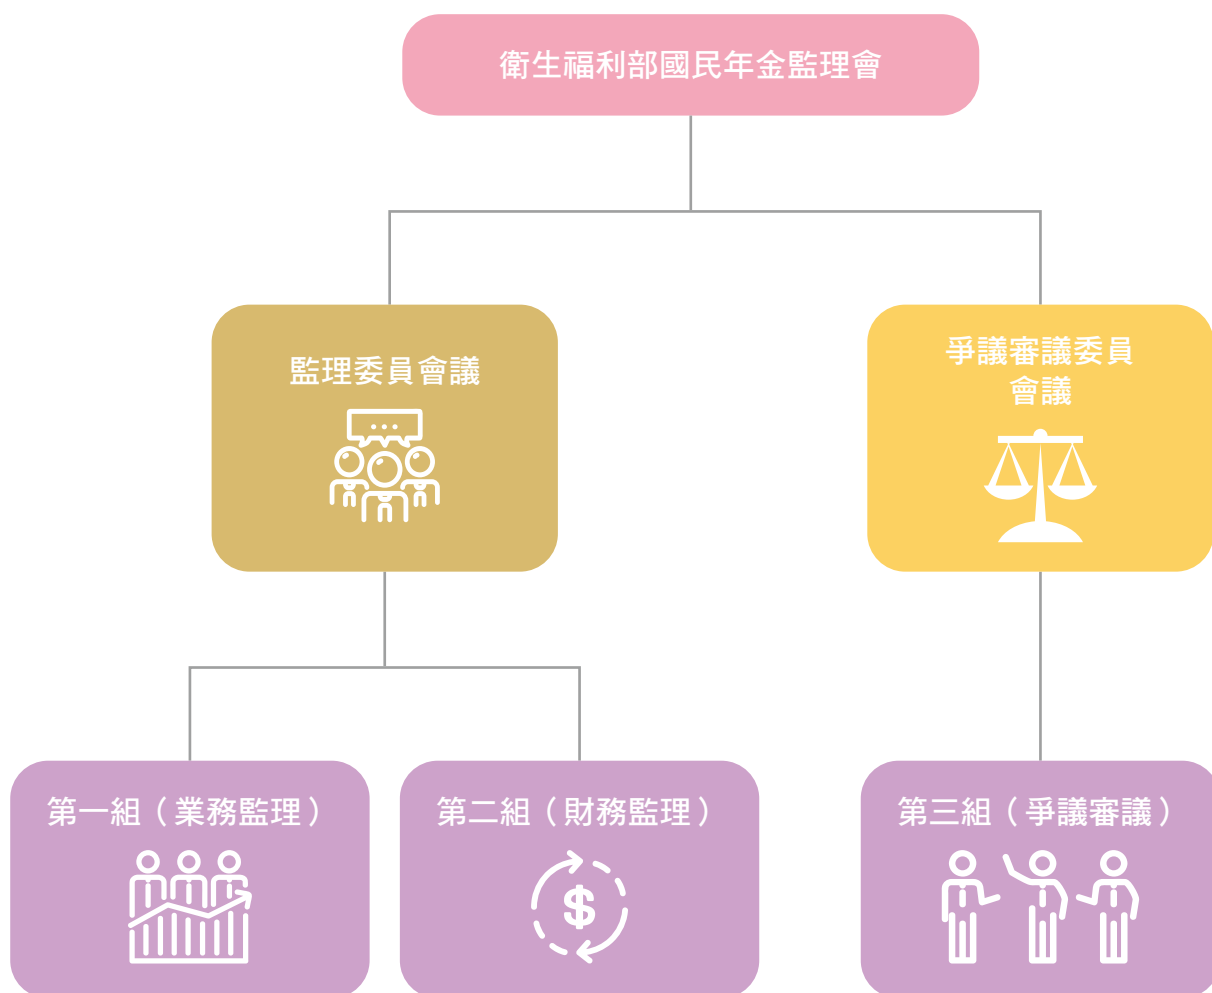 衛生福利部國民年金監理會
監理委員會議
爭議審議委員
會議
第一組（業務監理）
第二組（財務監理）
第三組（爭議審議）
$